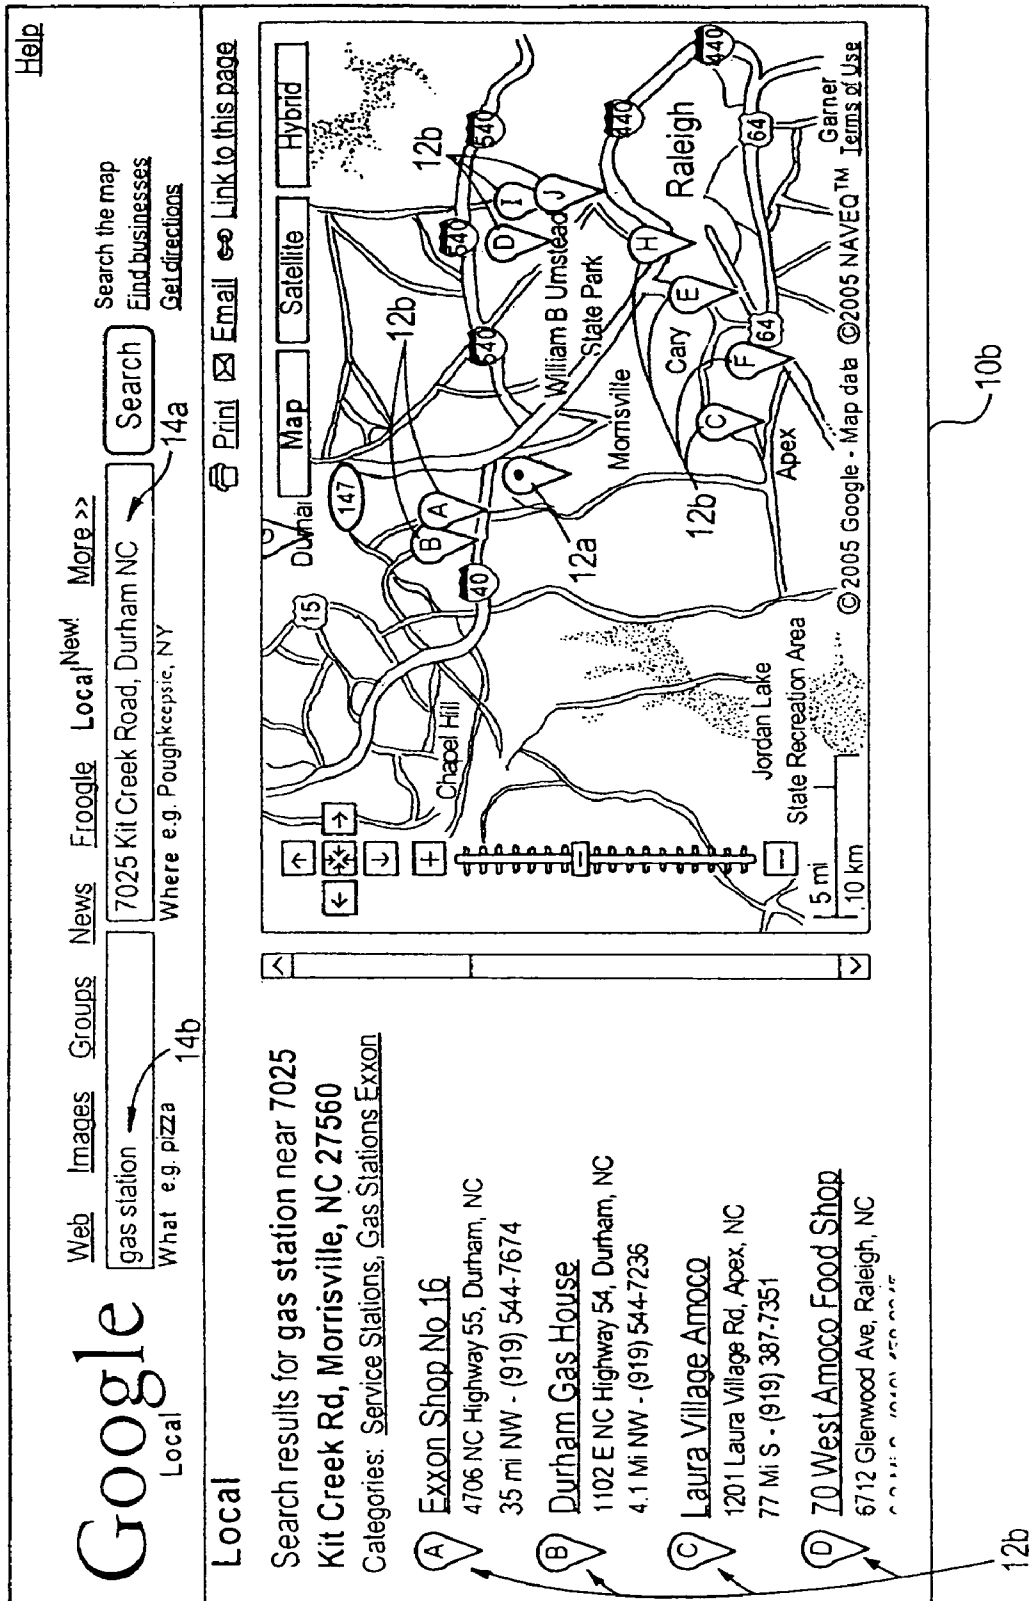 Help
Google
Local
Web Images Groups News Froogle Local New! More >>
gas station
7025 Kit Creek Road, Durham NC
Search
What e.g. pizza
Where e.g. Poughkeepsie, NY
Search the map
Find businesses
Get directions
14b
14a
Local
Print Email Link to this page
Search results for gas station near 7025
Kit Creek Rd, Morrisville, NC 27560
Categories: Service Stations, Gas Stations Exxon
A Exxon Shop No 16
4706 NC Highway 55, Durham, NC
35 mi NW - (919) 544-7674
B Durham Gas House
1102 E NC Highway 54, Durham, NC
4.1 Mi NW - (919) 544-7236
C Laura Village Amoco
1201 Laura Village Rd, Apex, NC
77 Mi S - (919) 387-7351
D 70 West Amoco Food Shop
6712 Glenwood Ave, Raleigh, NC
12b
Map
Satellite
Hybrid
147
15
540
540
540
12b
12b
B
A
D
I
J
40
Chapel Hill
William B Umstead
State Park
440
440
12a
Morrisville
H
Raleigh
E
Cary
12b
C
F
64
64
Apex
Garner
Jordan Lake
State Recreation Area
5 mi
10 km
©2005 Google - Map data ©2005 NAVEQ™ Terms of Use
10b